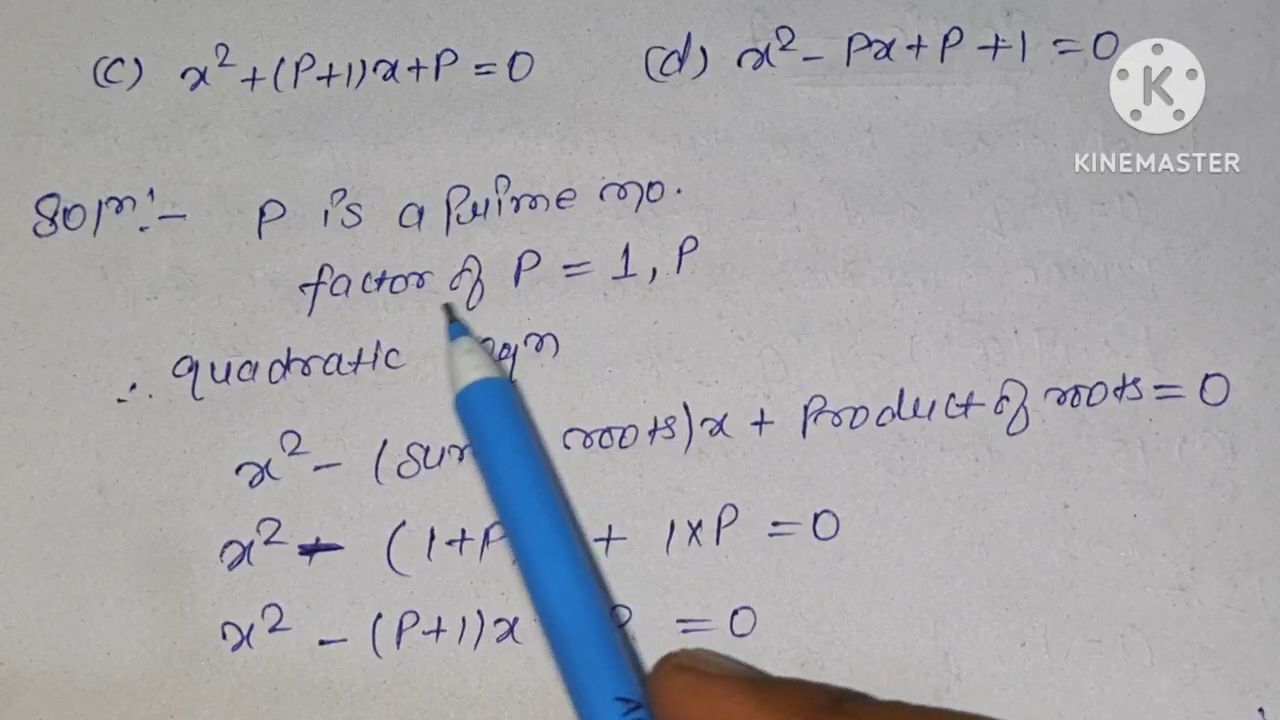 (C) x²+(P+1)x+P=0 (d) x²- Px+P+1=0
K
KINEMASTER
Soln:- P is a prime no.
factor of P = 1, P
∴ quadratic
x² - roots)x + Product of roots = 0
x² - (1+P + 1×P = 0
x² - (P+1)x P = 0